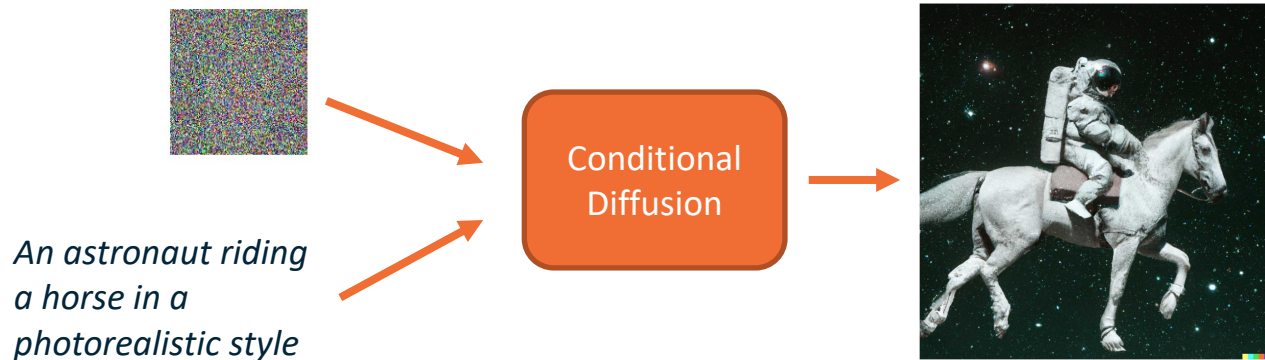 Conditional
Diffusion
An astronaut riding
a horse in a
photorealistic style